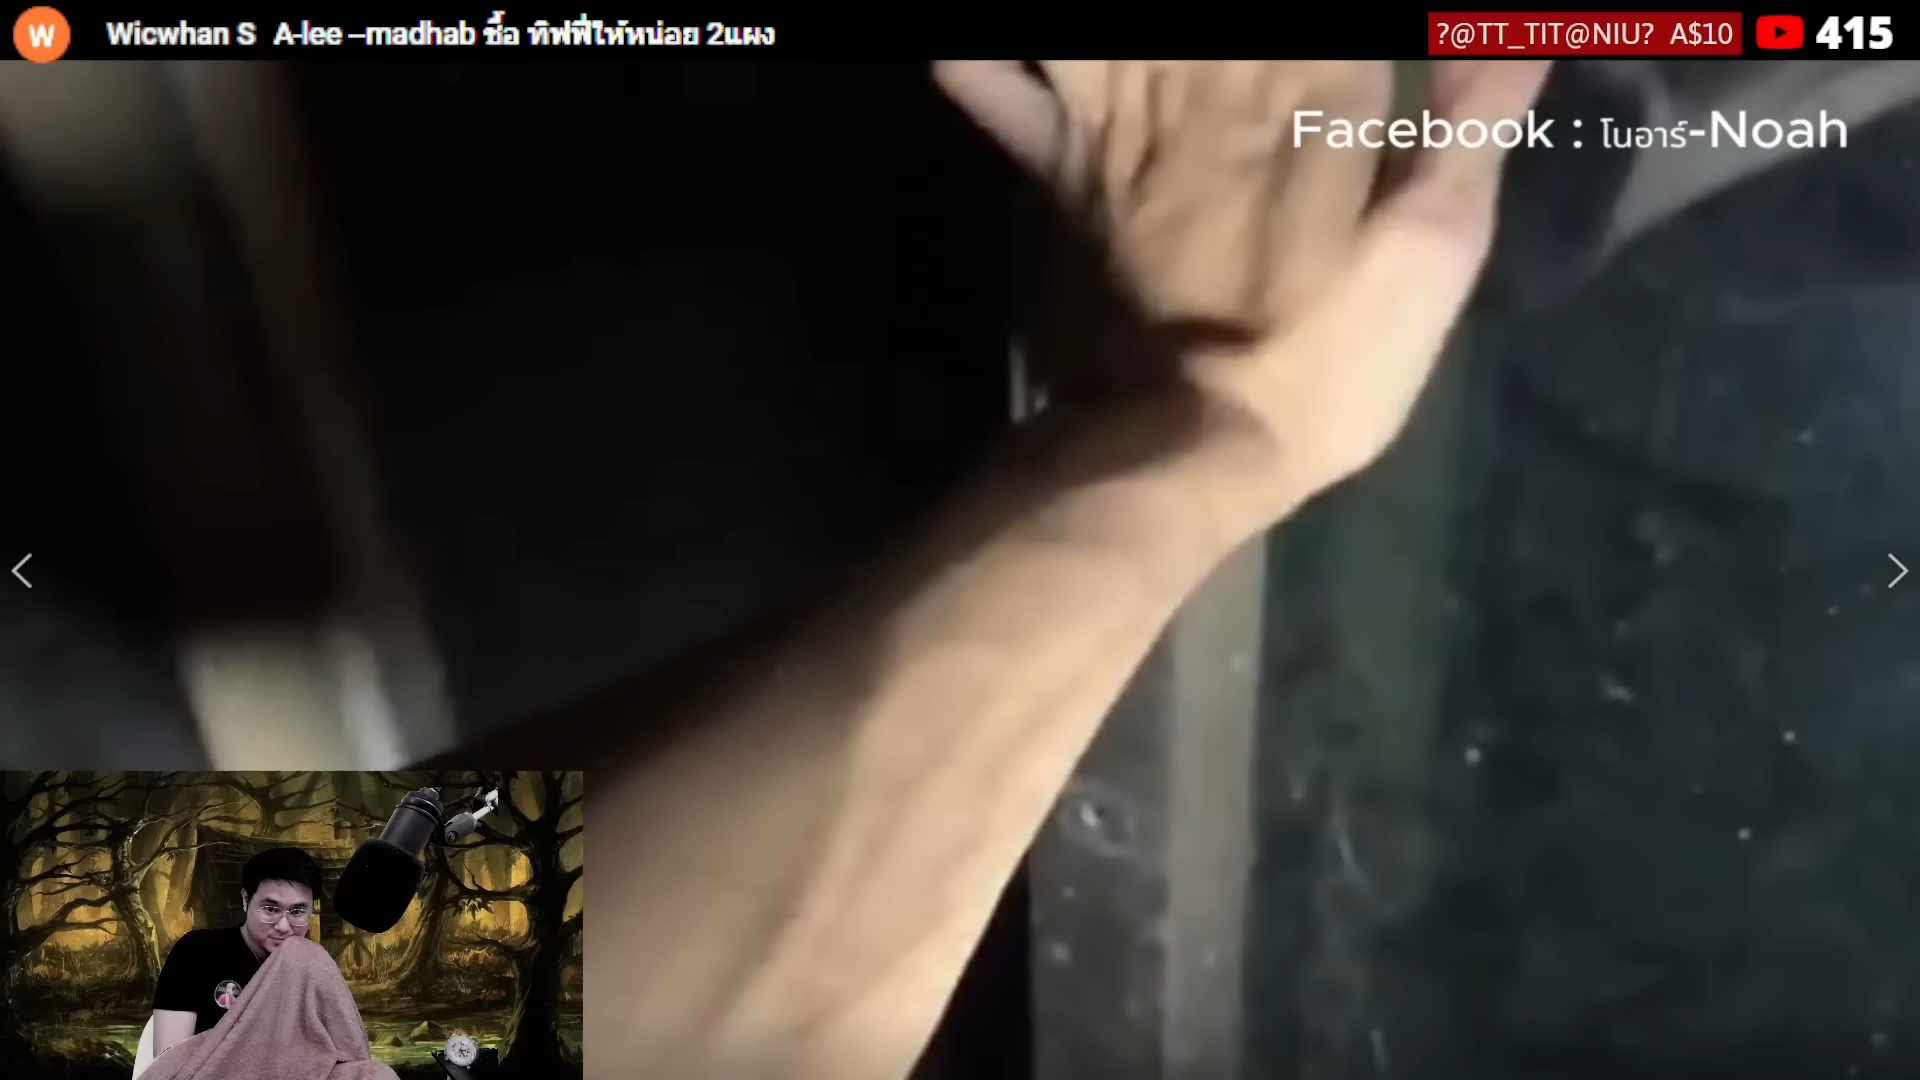 W Wicwhan S A-lee –madhab ซื้อ ทิฟฟี่ให้หน่อย 2แผง
?@TT_TIT@NIU? A$10 415
Facebook : โนอาร์-Noah